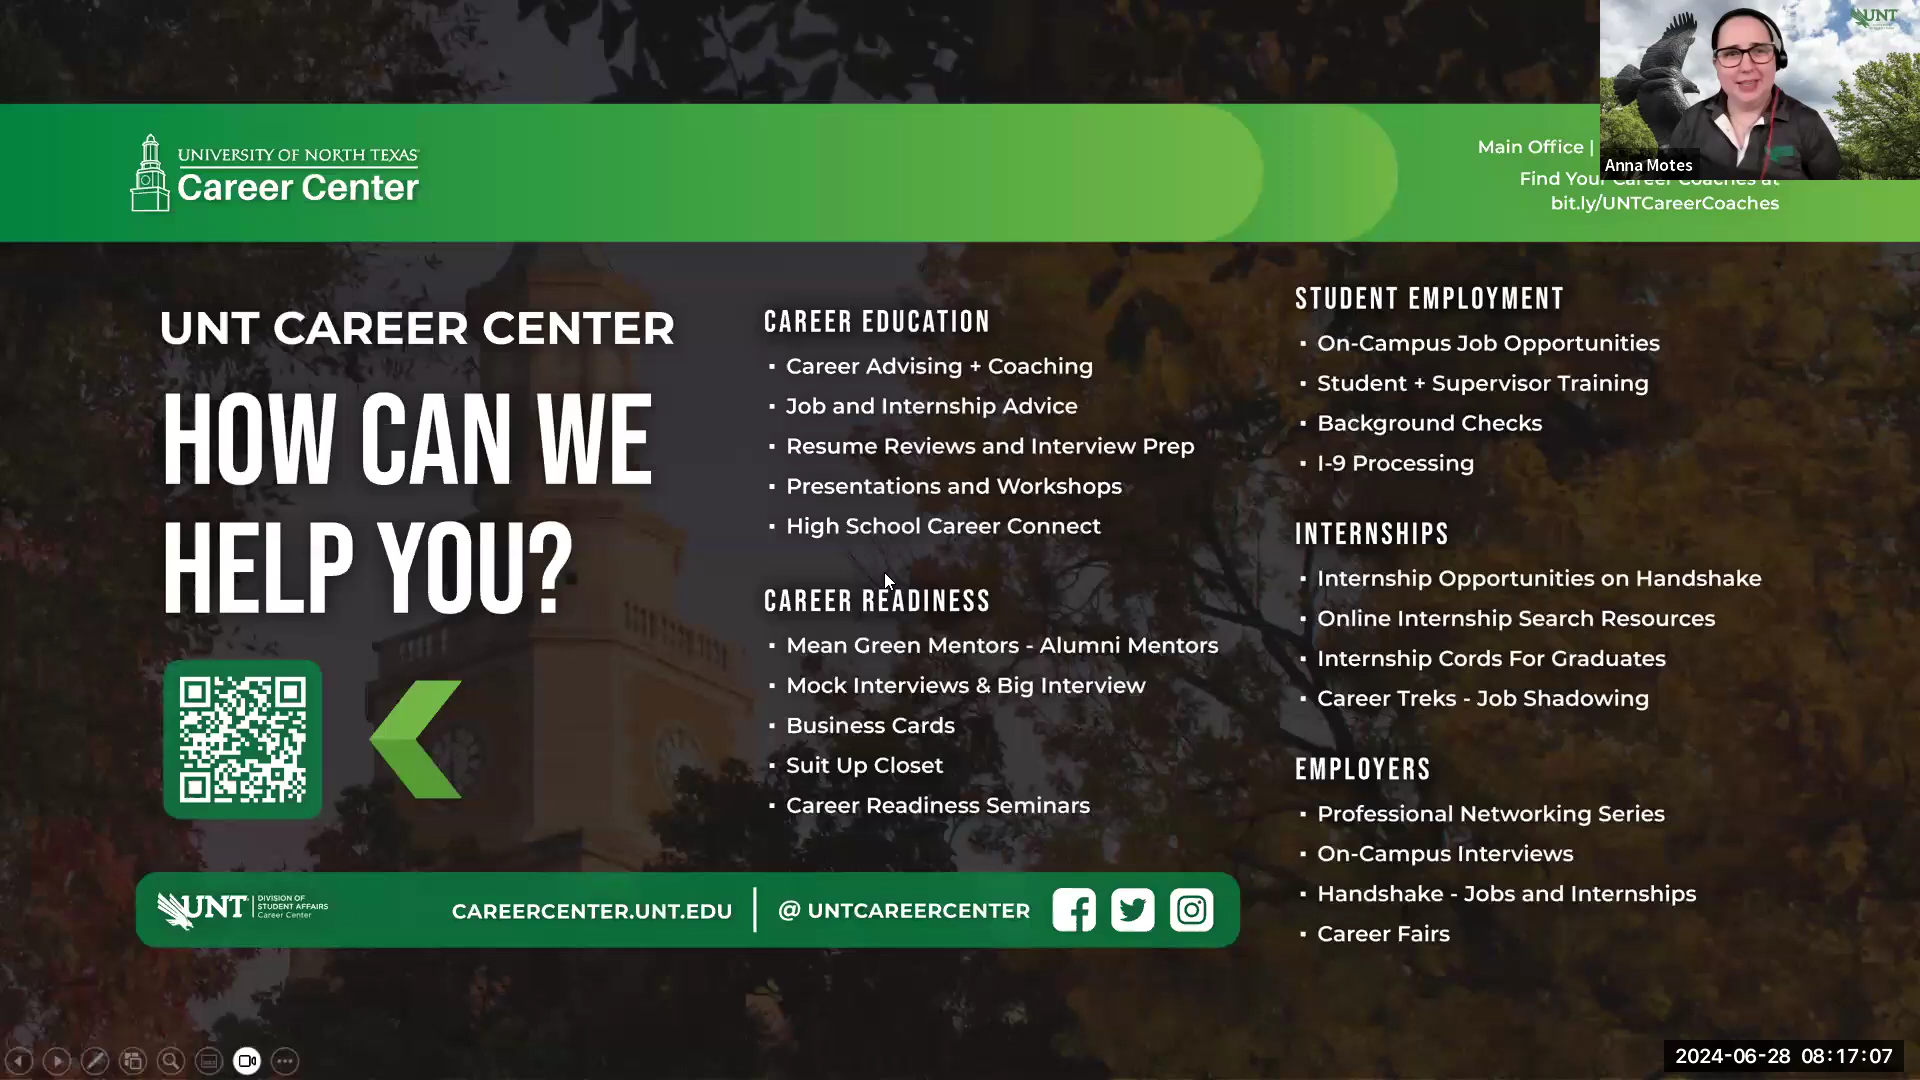 UNIVERSITY OF NORTH TEXAS
Career Center
Main Office |
Find Your Career Coaches at
bit.ly/UNTCareerCoaches
UNT
Anna Motes
UNT CAREER CENTER
HOW CAN WE
HELP YOU?
CAREER EDUCATION
▪ Career Advising + Coaching
▪ Job and Internship Advice
▪ Resume Reviews and Interview Prep
▪ Presentations and Workshops
▪ High School Career Connect
CAREER READINESS
▪ Mean Green Mentors - Alumni Mentors
▪ Mock Interviews & Big Interview
▪ Business Cards
▪ Suit Up Closet
▪ Career Readiness Seminars
STUDENT EMPLOYMENT
▪ On-Campus Job Opportunities
▪ Student + Supervisor Training
▪ Background Checks
▪ I-9 Processing
INTERNSHIPS
▪ Internship Opportunities on Handshake
▪ Online Internship Search Resources
▪ Internship Cords For Graduates
▪ Career Treks - Job Shadowing
EMPLOYERS
▪ Professional Networking Series
▪ On-Campus Interviews
▪ Handshake - Jobs and Internships
▪ Career Fairs
UNT
DIVISION OF
STUDENT AFFAIRS
Career Center
CAREERCENTER.UNT.EDU
@ UNTCAREERCENTER
2024-06-28 08:17:07